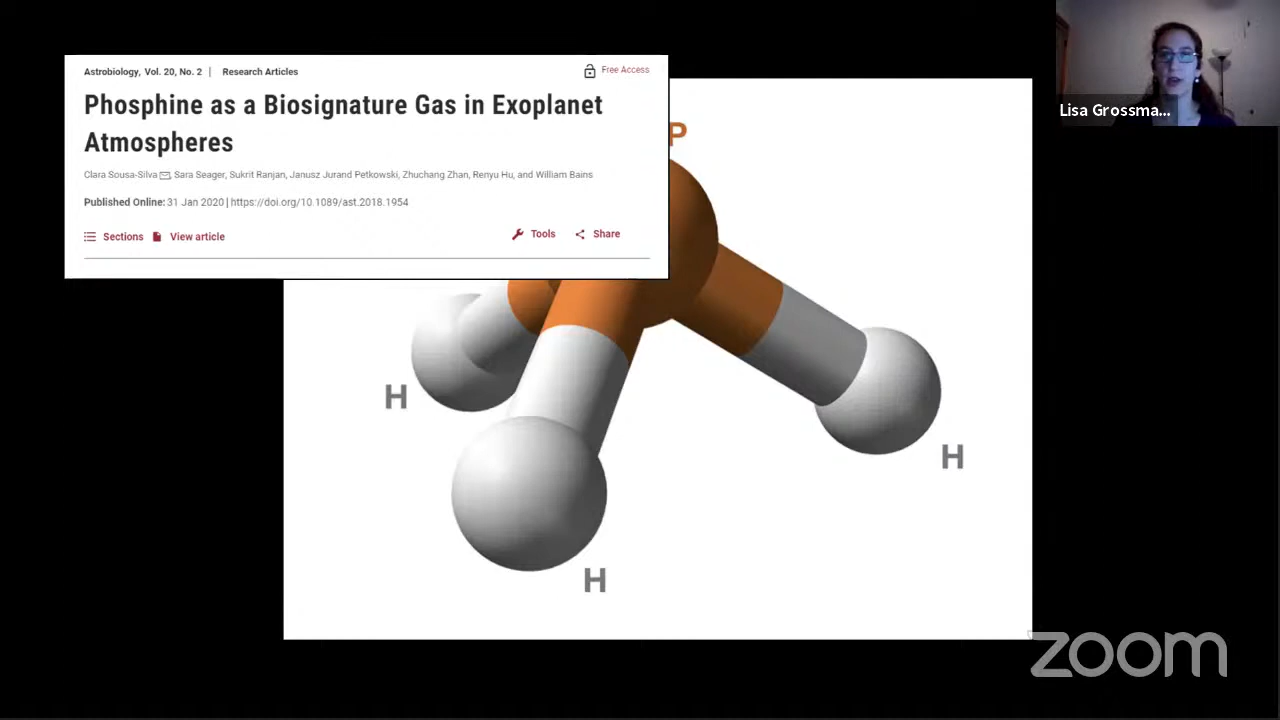 Astrobiology, Vol. 20, No. 2 | Research Articles
Free Access
Phosphine as a Biosignature Gas in Exoplanet
Atmospheres
Clara Sousa-Silva, Sara Seager, Sukrit Ranjan, Janusz Jurand Petkowski, Zhuchang Zhan, Renyu Hu, and William Bains
Published Online: 31 Jan 2020 | https://doi.org/10.1089/ast.2018.1954
Sections View article
Tools Share
P
H
H
H
Lisa Grossma...
zoom